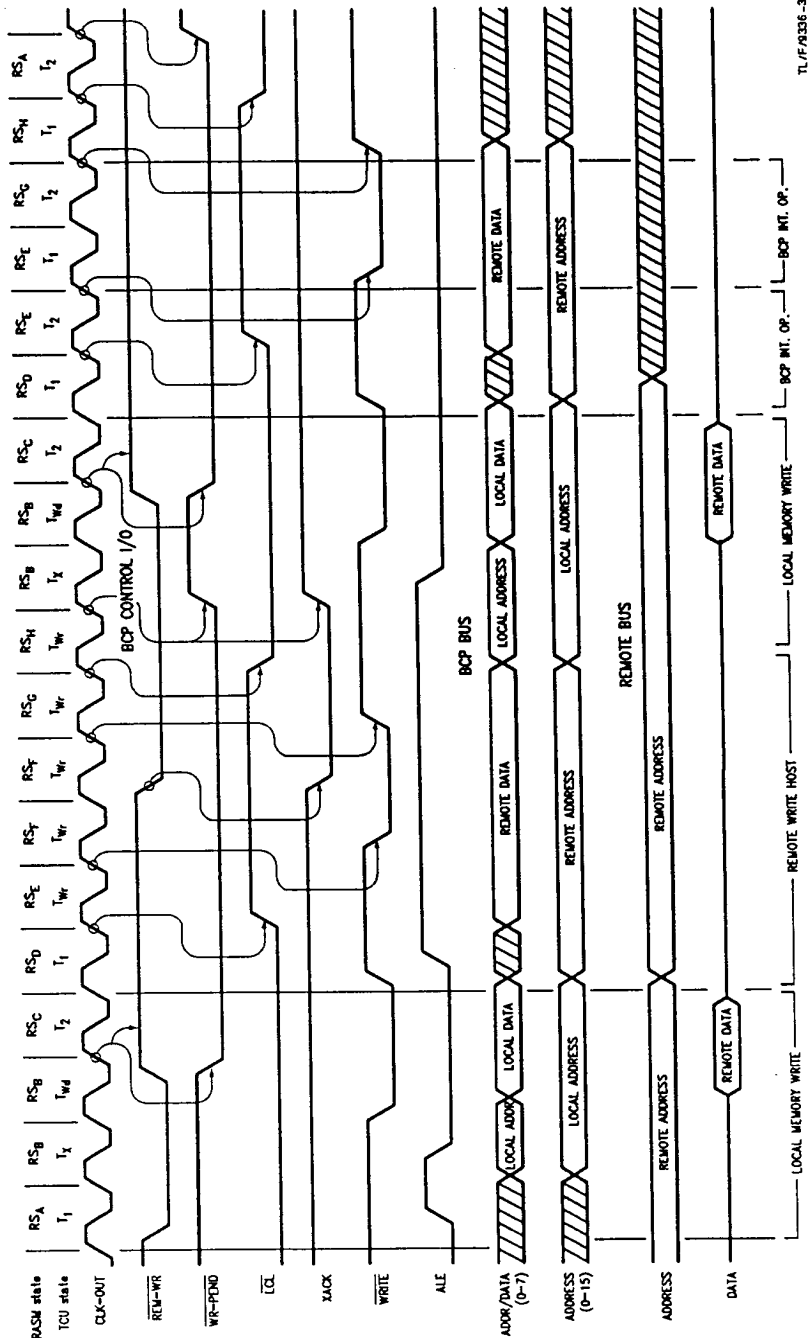 RASM state RS_A RS_B RS_B RS_C RS_D RS_E RS_F RS_F RS_G RS_H RS_B RS_B RS_C RS_D RS_E RS_E RS_G RS_H RS_A
TCU state T_1 T_X T_Wd T_2 T_1 T_Wr T_Wr T_Wr T_Wr T_Wr T_X T_Wd T_2 T_1 T_2 T_1 T_2 T_1 T_2
CLK-OUT
REM-WR
BCP CONTROL I/O
WR-PEND
LCL
XACK
WRITE
ALE
BCP BUS
ADDR/DATA
(0-7)
LOCAL ADDR LOCAL DATA REMOTE DATA LOCAL ADDRESS LOCAL DATA REMOTE DATA
ADDRESS
(0-15)
LOCAL ADDRESS REMOTE ADDRESS LOCAL ADDRESS REMOTE ADDRESS
REMOTE BUS
ADDRESS REMOTE ADDRESS REMOTE ADDRESS
DATA REMOTE DATA REMOTE DATA
LOCAL MEMORY WRITE REMOTE WRITE HOST LOCAL MEMORY WRITE BCP INT. OP. BCP INT. OP.